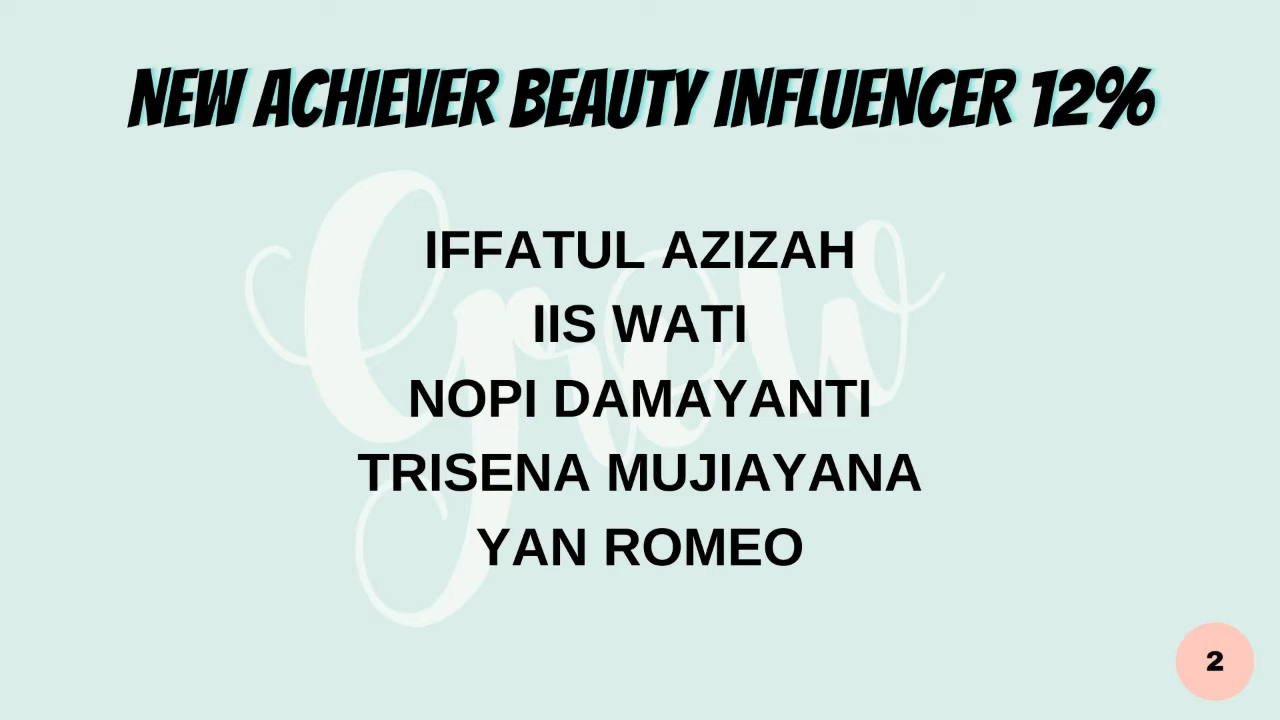 NEW ACHIEVER BEAUTY INFLUENCER 12%
Grow
IFFATUL AZIZAH
IIS WATI
NOPI DAMAYANTI
TRISENA MUJIAYANA
YAN ROMEO
2